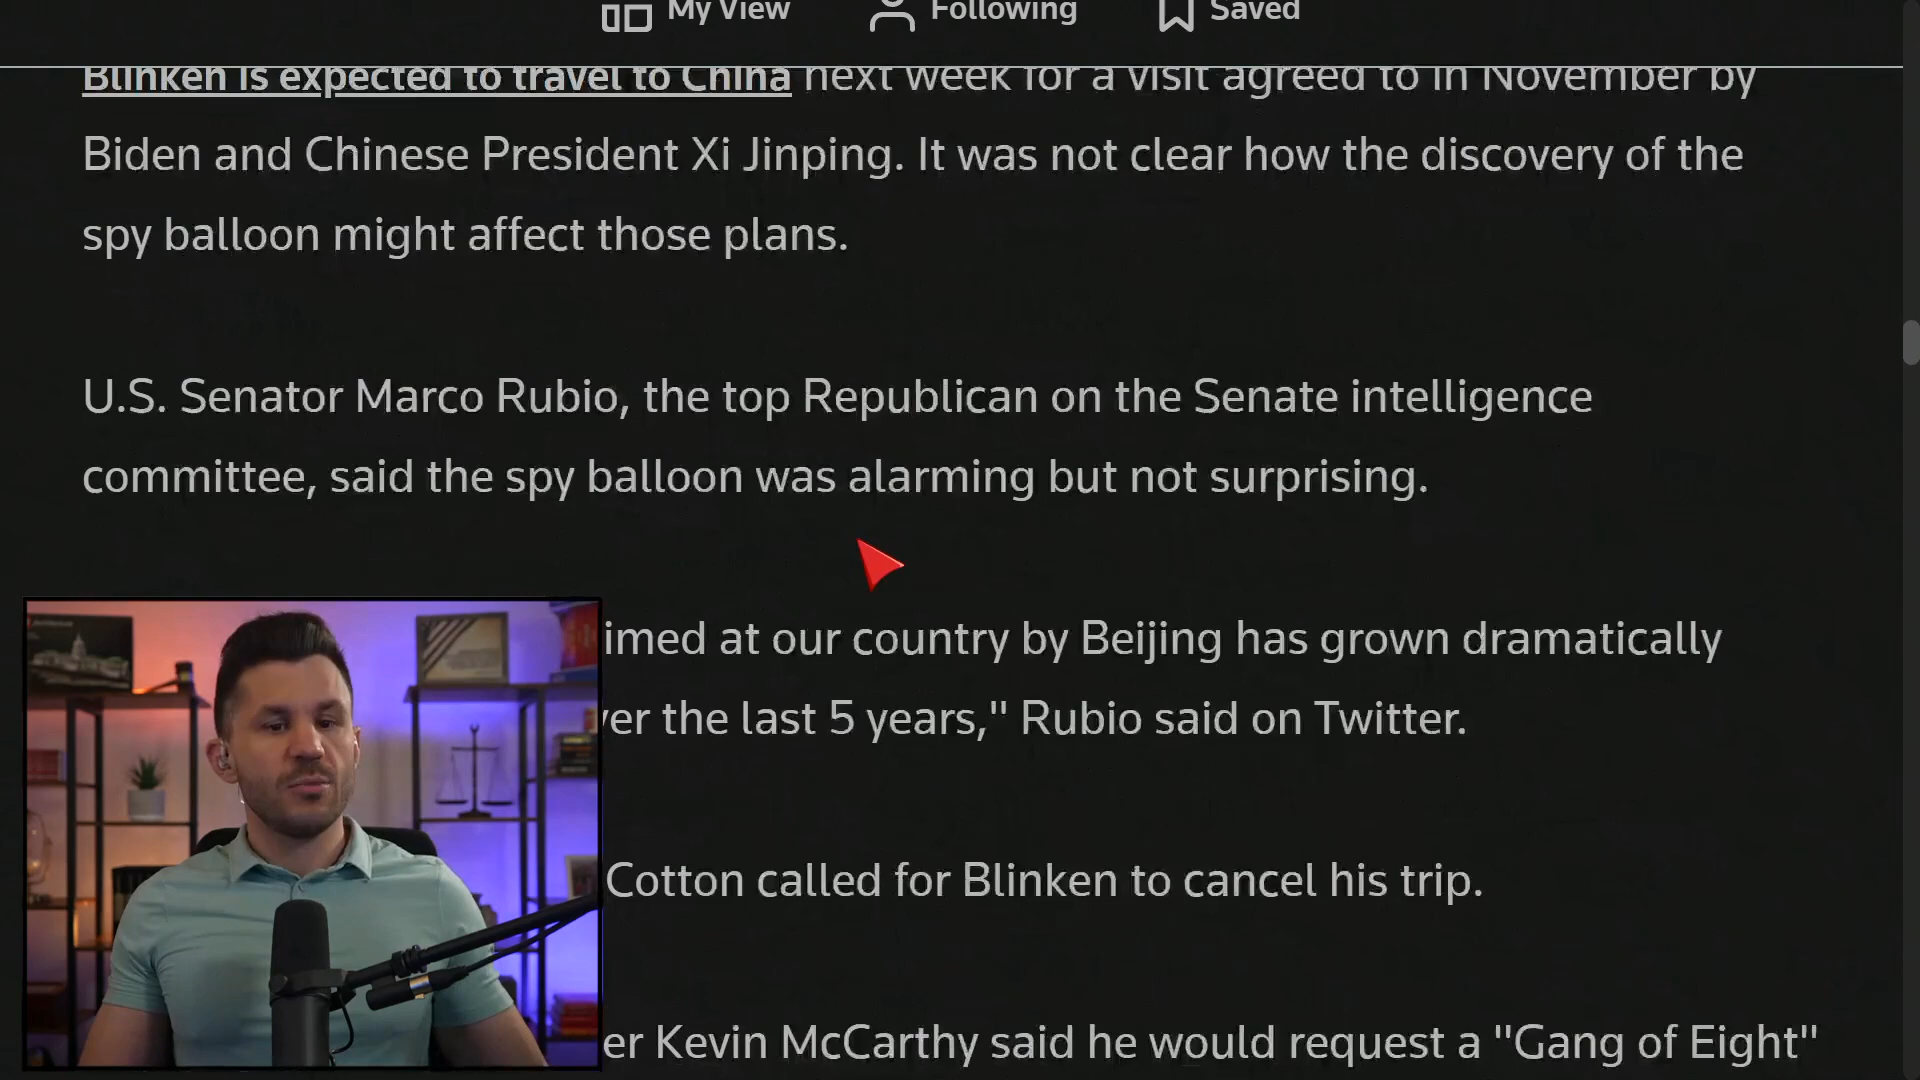 My View Following Saved
Blinken is expected to travel to China next week for a visit agreed to in November by
Biden and Chinese President Xi Jinping. It was not clear how the discovery of the
spy balloon might affect those plans.
U.S. Senator Marco Rubio, the top Republican on the Senate intelligence
committee, said the spy balloon was alarming but not surprising.
imed at our country by Beijing has grown dramatically
ver the last 5 years," Rubio said on Twitter.
Cotton called for Blinken to cancel his trip.
er Kevin McCarthy said he would request a "Gang of Eight"